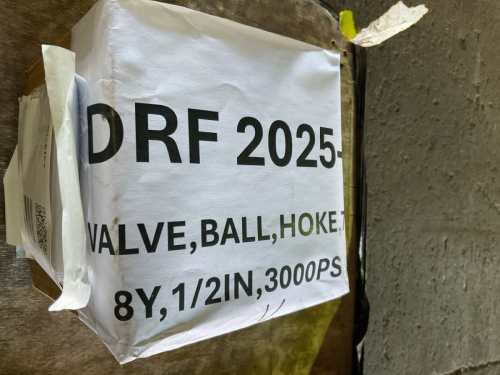 DRF 2025-
VALVE,BALL,HOKE,
8Y,1/2IN,3000PS